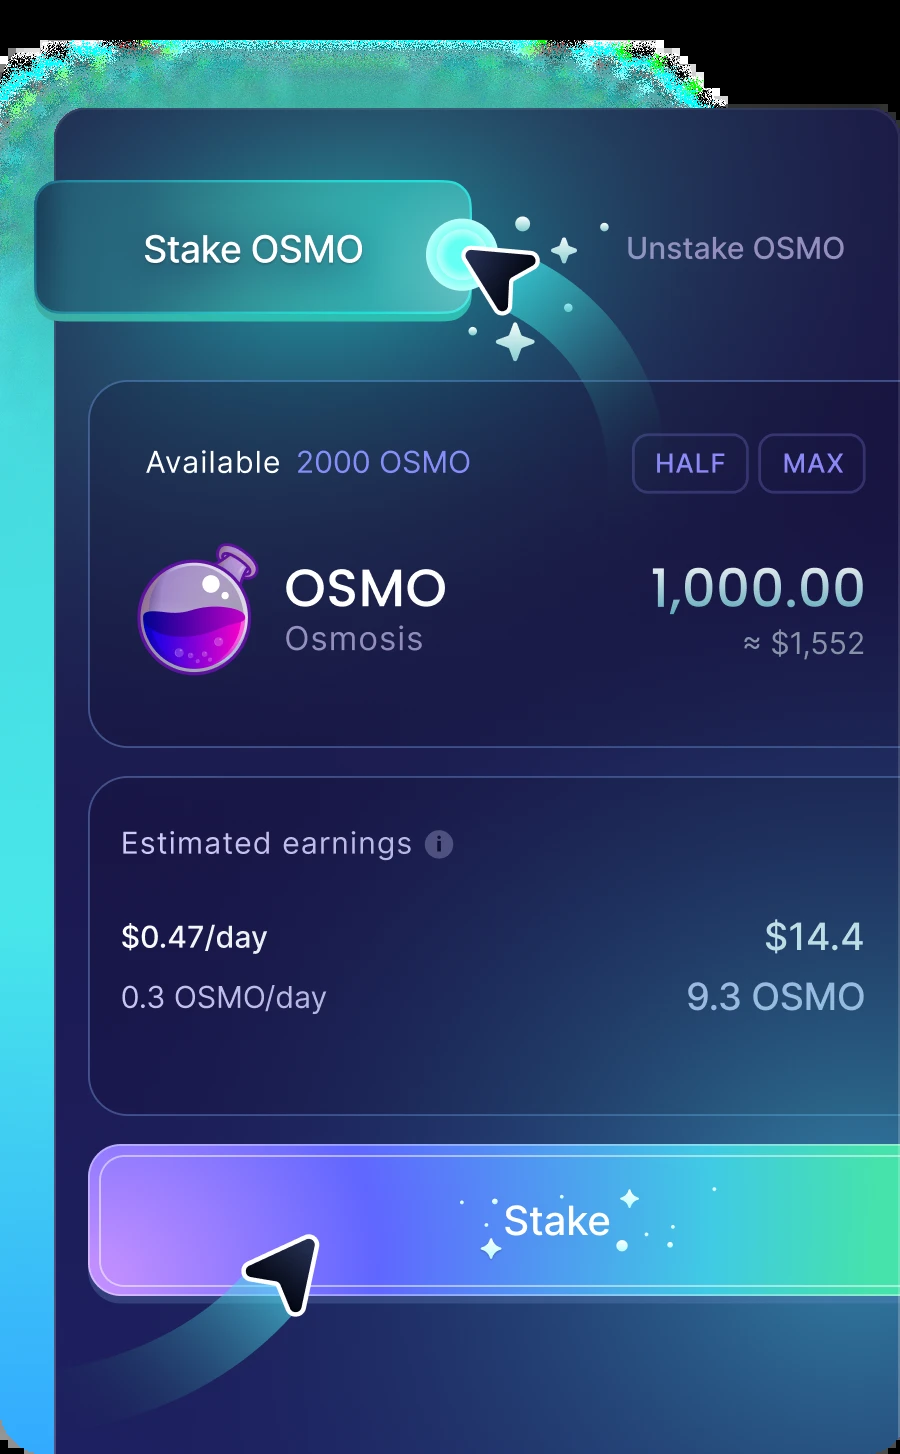 Stake OSMO
Unstake OSMO
Available 2000 OSMO
HALF
MAX
OSMO
1,000.00
Osmosis
≈ $1,552
Estimated earnings
$0.47/day
$14.4
0.3 OSMO/day
9.3 OSMO
Stake